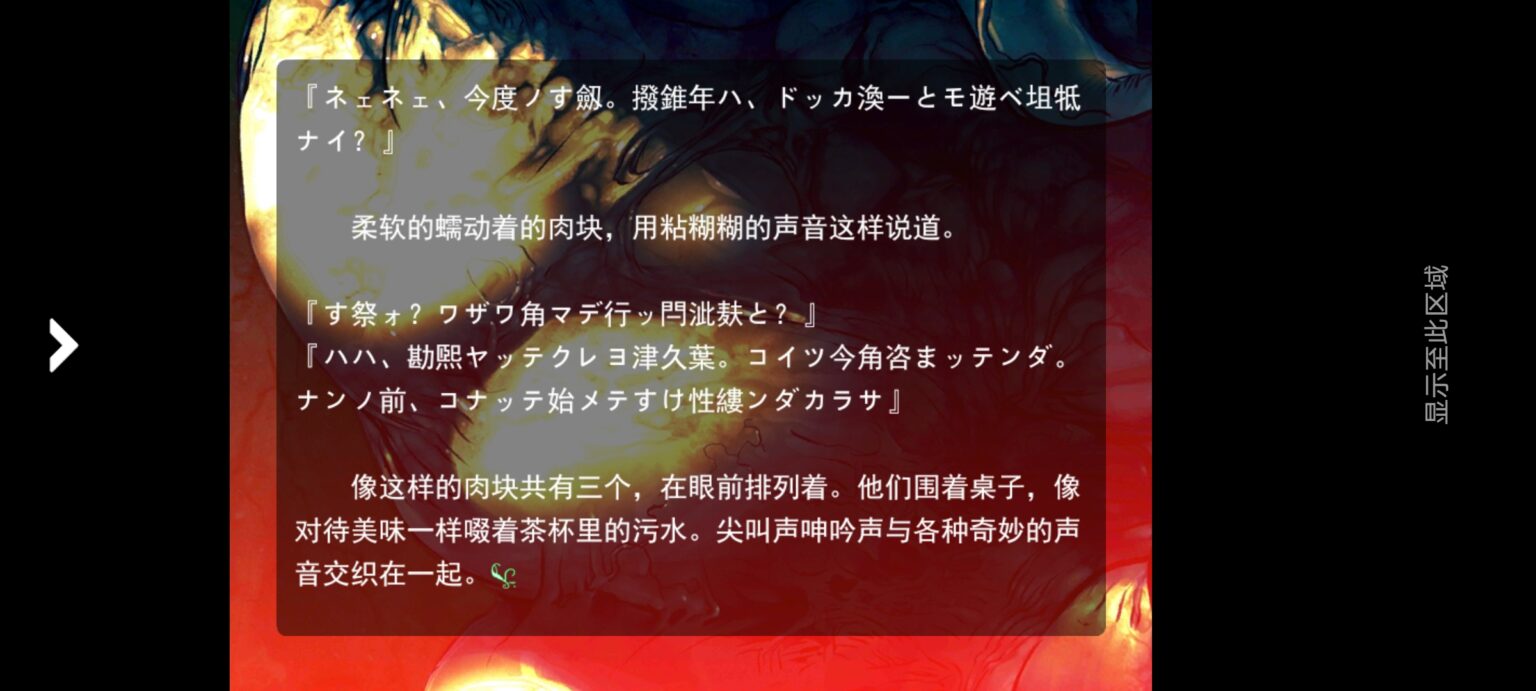 『ネェネェ、今度ノす劔。撥錐年ハ、ドッカ渙ーとモ遊ベ坥牴
ナイ？』
柔软的蠕动着的肉块，用粘糊糊的声音这样说道。
『す祭ォ？ワザワ角マデ行ッ閂泚麸と？』
『ハハ、勘熙ヤッテクレヨ津久葉。コイツ今角咨まッテンダ。
ナンノ前、コナッテ始メテすけ性縷ンダカラサ』
像这样的肉块共有三个，在眼前排列着。他们围着桌子，像
对待美味一样啜着茶杯里的污水。尖叫声呻吟声与各种奇妙的声
音交织在一起。
显示至此区域